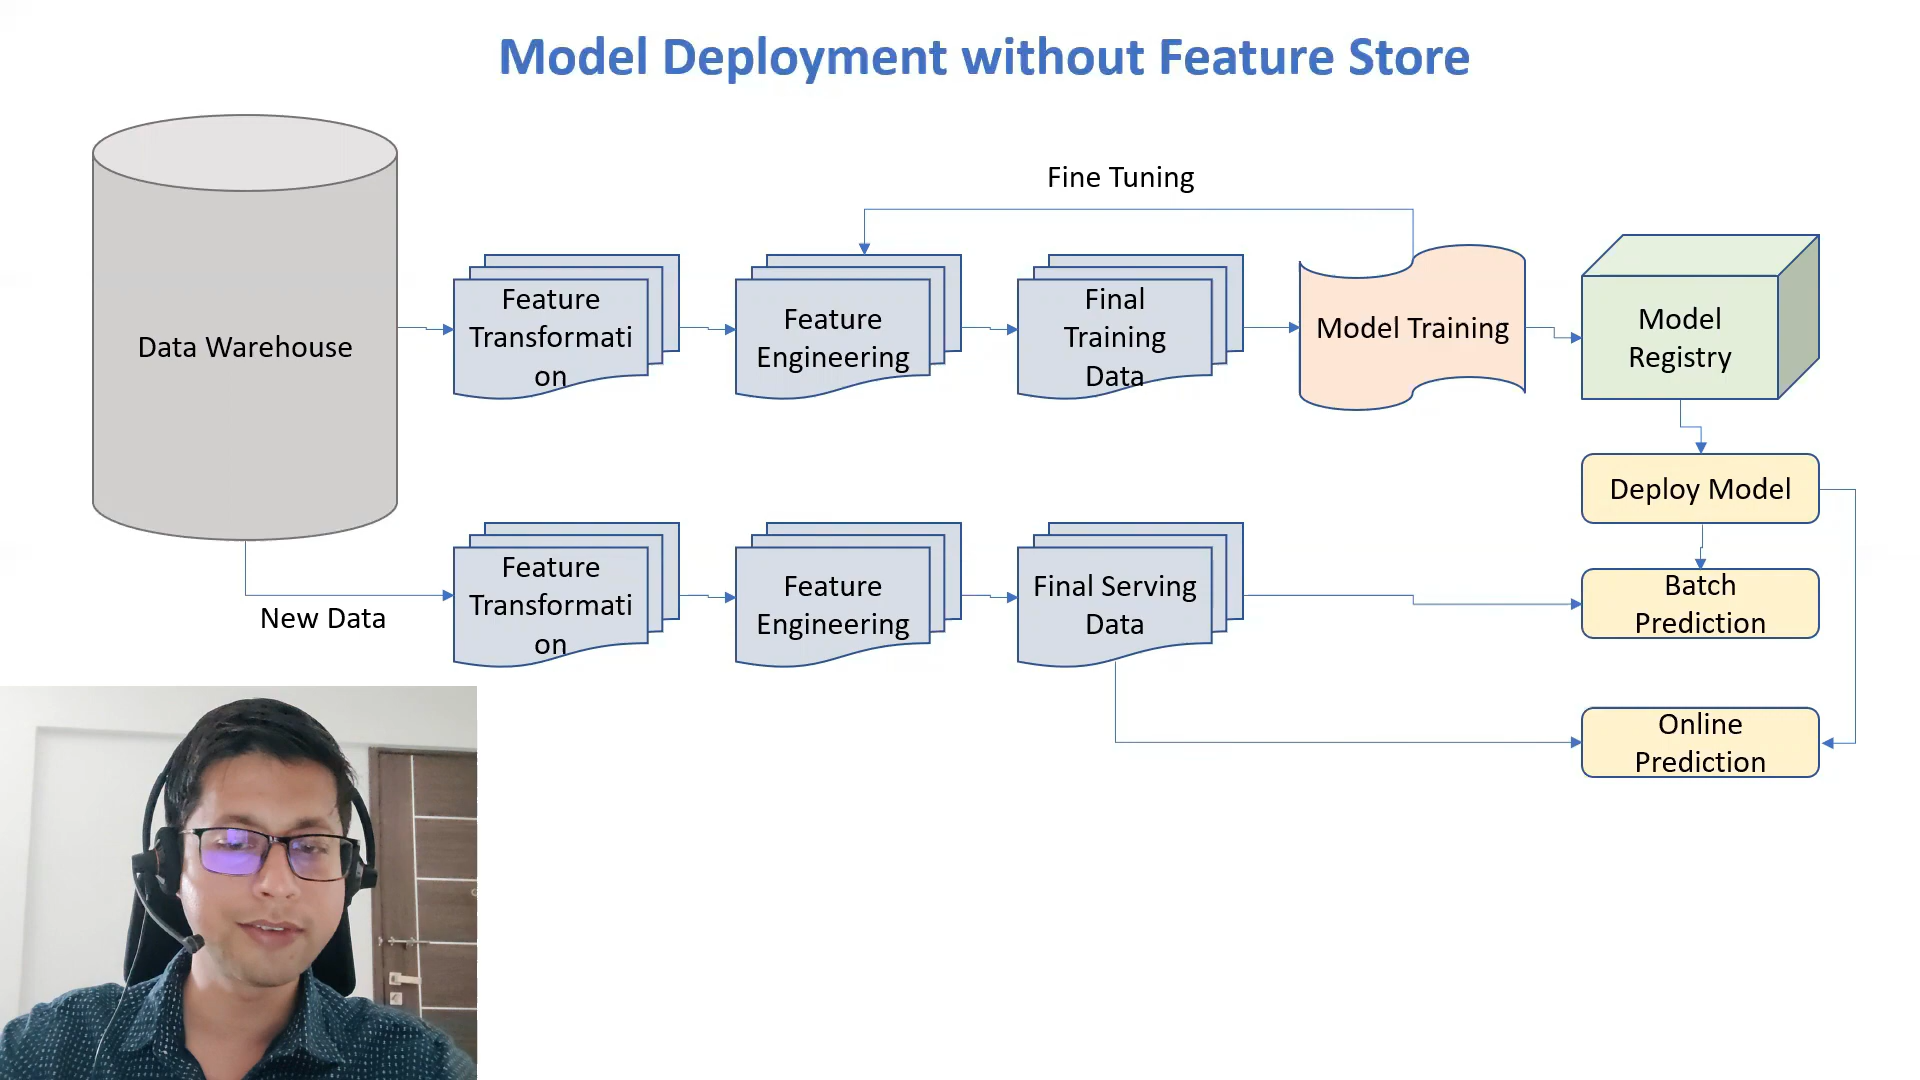 Model Deployment without Feature Store
Fine Tuning
Data Warehouse
Feature
Transformati
on
Feature
Engineering
Final
Training
Data
Model Training
Model
Registry
Deploy Model
New Data
Feature
Transformati
on
Feature
Engineering
Final Serving
Data
Batch
Prediction
Online
Prediction